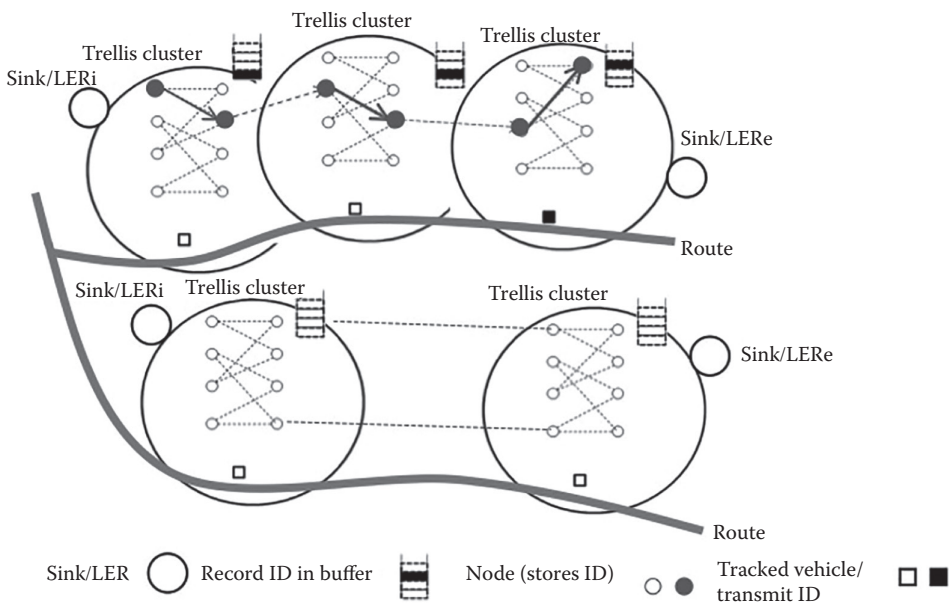 Trellis cluster
Trellis cluster
Trellis cluster
Sink/LERi
Sink/LERe
Route
Sink/LERi
Trellis cluster
Trellis cluster
Sink/LERe
Route
Sink/LER
Record ID in buffer
Node (stores ID)
Tracked vehicle/
transmit ID